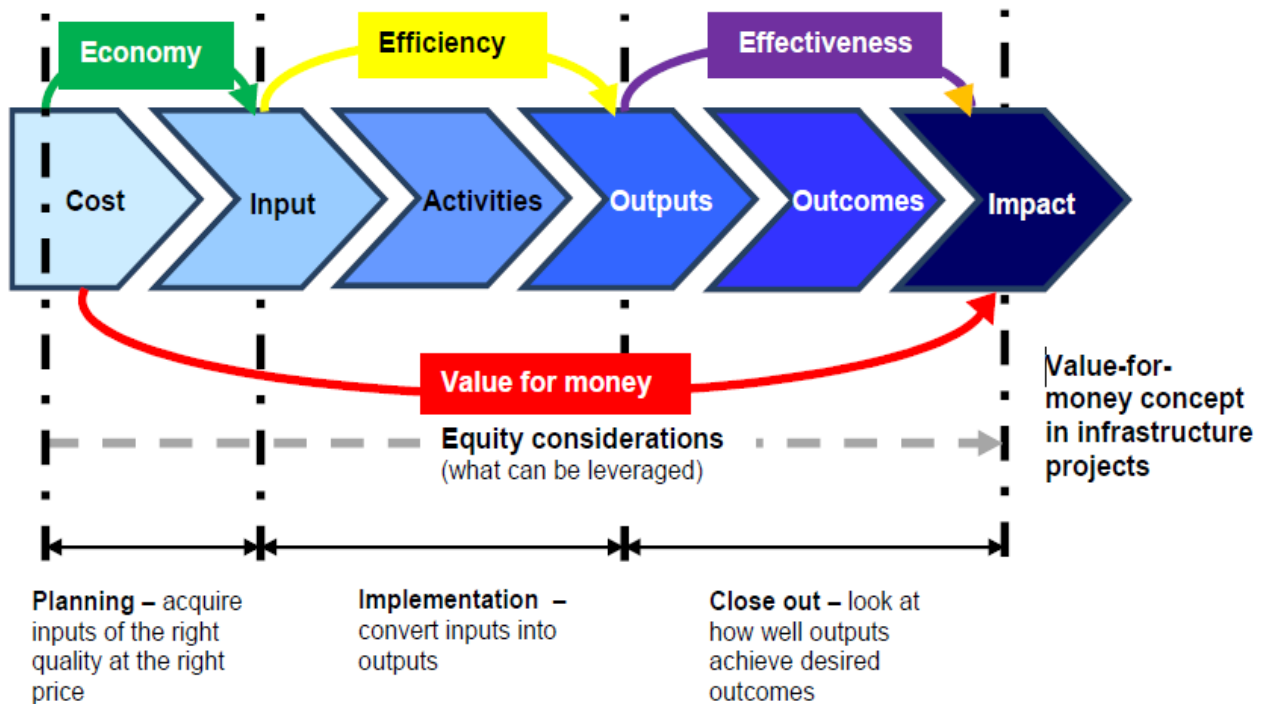 Economy
Efficiency
Effectiveness
Cost
Input
Activities
Outputs
Outcomes
Impact
Value for money
Equity considerations
(what can be leveraged)
Value-for-
money concept
in infrastructure
projects
Planning – acquire
inputs of the right
quality at the right
price
Implementation –
convert inputs into
outputs
Close out – look at
how well outputs
achieve desired
outcomes